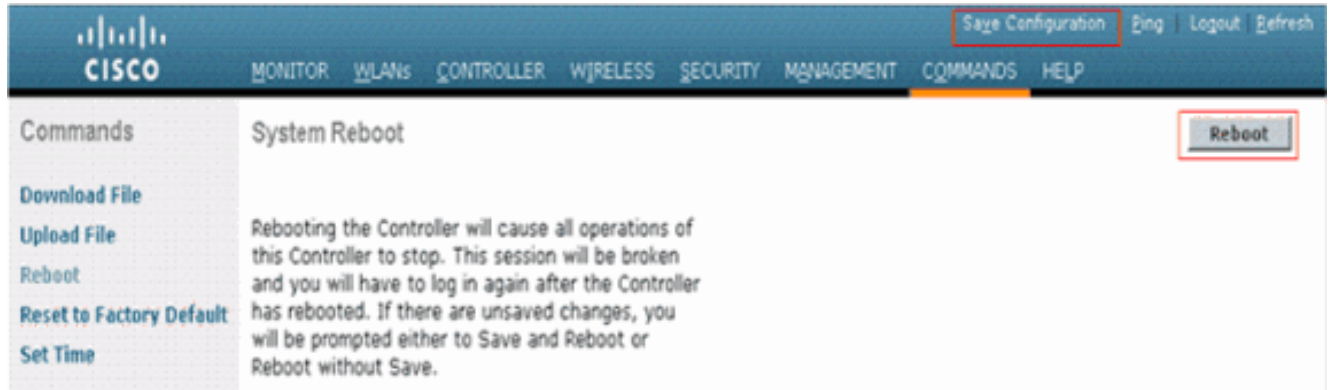 Save Configuration | Ping | Logout | Refresh
CISCO
MONITOR WLANs CONTROLLER WIRELESS SECURITY MANAGEMENT COMMANDS HELP
Commands
Download File
Upload File
Reboot
Reset to Factory Default
Set Time
System Reboot
Reboot
Rebooting the Controller will cause all operations of
this Controller to stop. This session will be broken
and you will have to log in again after the Controller
has rebooted. If there are unsaved changes, you
will be prompted either to Save and Reboot or
Reboot without Save.